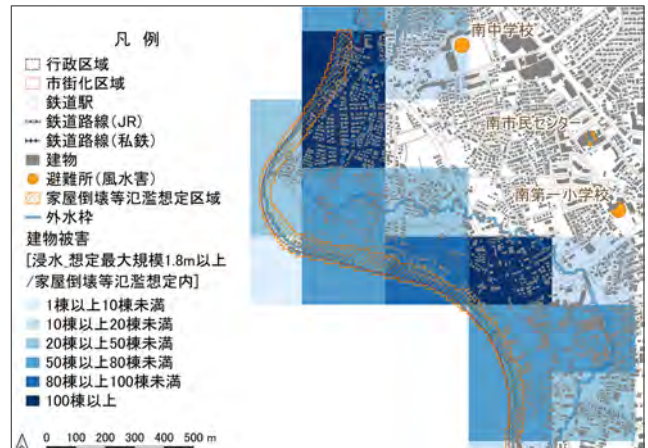 凡 例
行政区域
市街化区域
鉄道駅
鉄道路線(JR)
鉄道路線(私鉄)
建物
避難所(風水害)
家屋倒壊等氾濫想定区域
外水枠
建物被害
[浸水_想定最大規模1.8m以上
/家屋倒壊等氾濫想定内]
1棟以上10棟未満
10棟以上20棟未満
20棟以上50棟未満
50棟以上80棟未満
80棟以上100棟未満
100棟以上
0 100 200 300 400 500 m
南中学校
南市民センター
南第一小学校